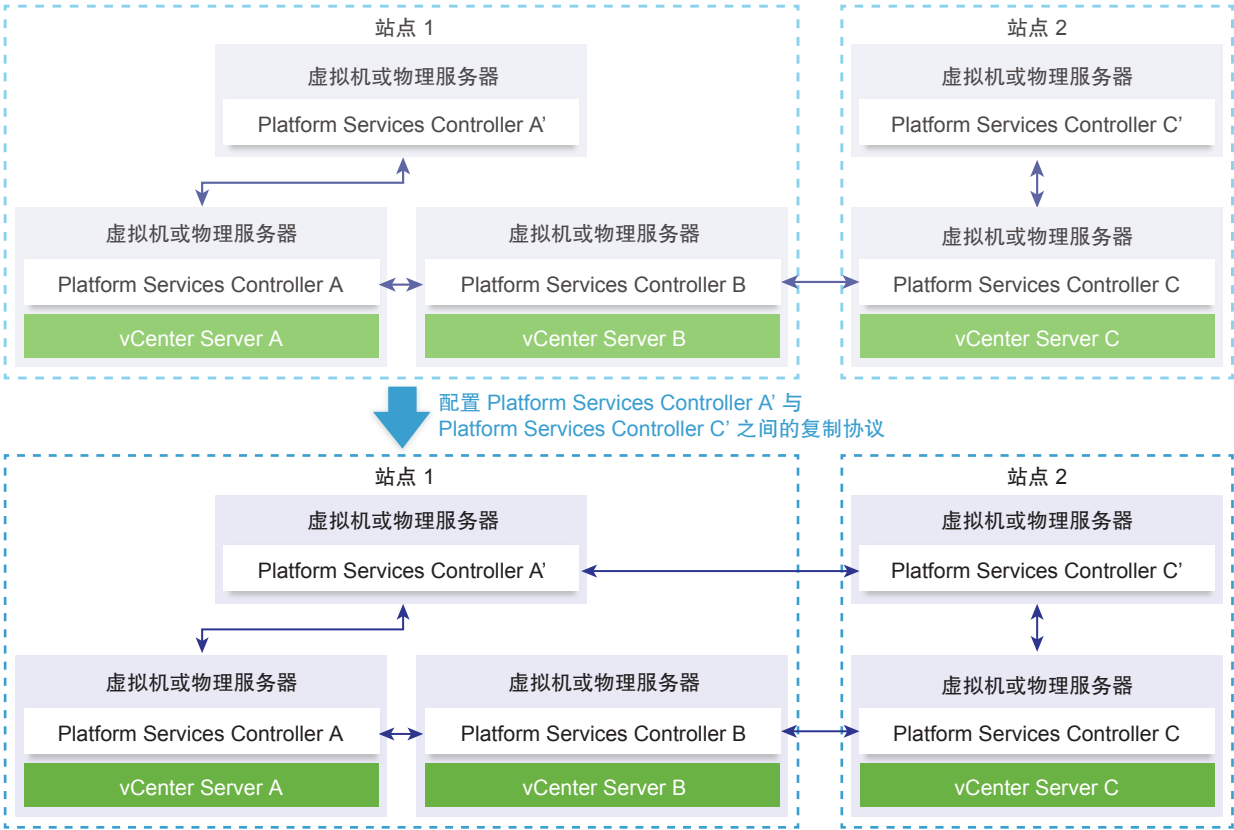 站点 1
站点 2
虚拟机或物理服务器
虚拟机或物理服务器
Platform Services Controller A’
Platform Services Controller C’
虚拟机或物理服务器
虚拟机或物理服务器
虚拟机或物理服务器
Platform Services Controller A
Platform Services Controller B
Platform Services Controller C
vCenter Server A
vCenter Server B
vCenter Server C
配置 Platform Services Controller A’ 与
Platform Services Controller C’ 之间的复制协议
站点 1
站点 2
虚拟机或物理服务器
虚拟机或物理服务器
Platform Services Controller A’
Platform Services Controller C’
虚拟机或物理服务器
虚拟机或物理服务器
虚拟机或物理服务器
Platform Services Controller A
Platform Services Controller B
Platform Services Controller C
vCenter Server A
vCenter Server B
vCenter Server C